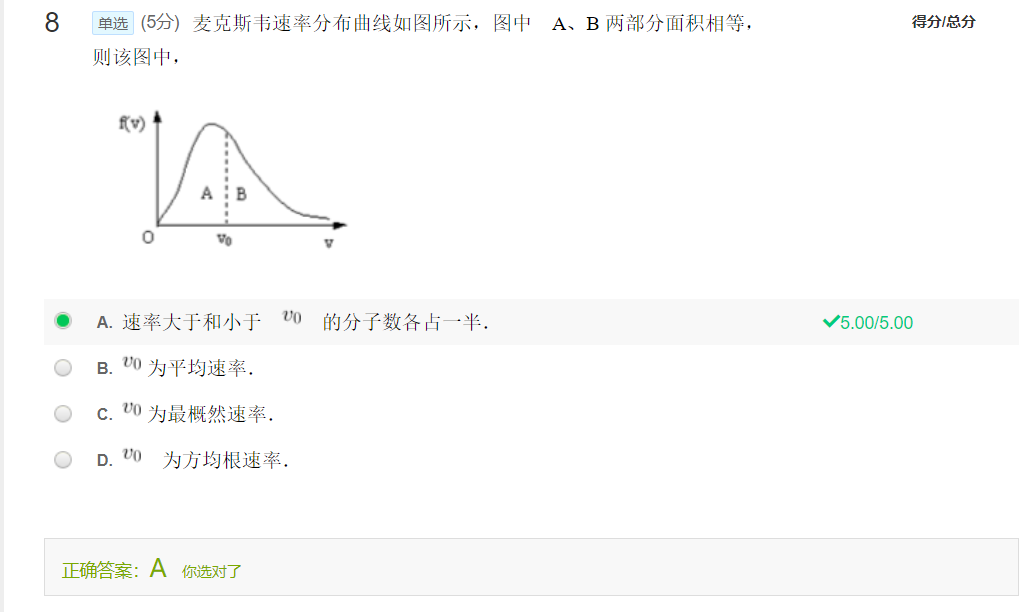 8 单选 (5分) 麦克斯韦速率分布曲线如图所示，图中 A、B 两部分面积相等， 得分/总分
则该图中，
f(v)
A B
O v₀ v
A. 速率大于和小于 v₀ 的分子数各占一半． 5.00/5.00
B. v₀ 为平均速率．
C. v₀ 为最概然速率．
D. v₀ 为方均根速率．
正确答案：A 你选对了